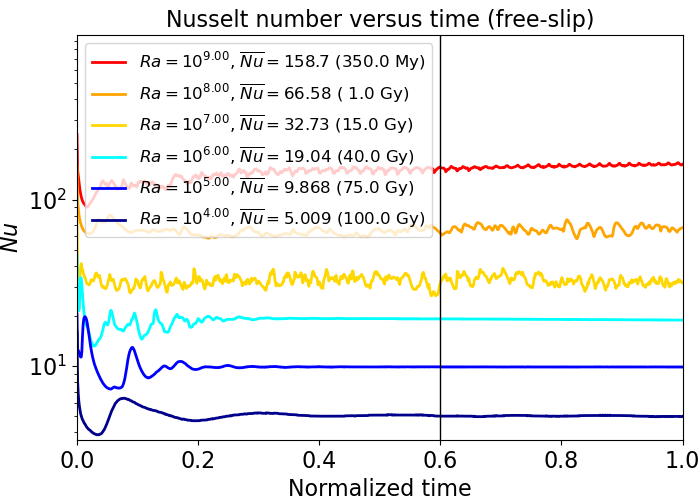 Nusselt number versus time (free-slip)
Ra = 10^9.00, Nu = 158.7 (350.0 My)
Ra = 10^8.00, Nu = 66.58 ( 1.0 Gy)
Ra = 10^7.00, Nu = 32.73 (15.0 Gy)
Ra = 10^6.00, Nu = 19.04 (40.0 Gy)
Ra = 10^5.00, Nu = 9.868 (75.0 Gy)
Ra = 10^4.00, Nu = 5.009 (100.0 Gy)
10^2
Nu
10^1
0.0 0.2 0.4 0.6 0.8 1.0
Normalized time